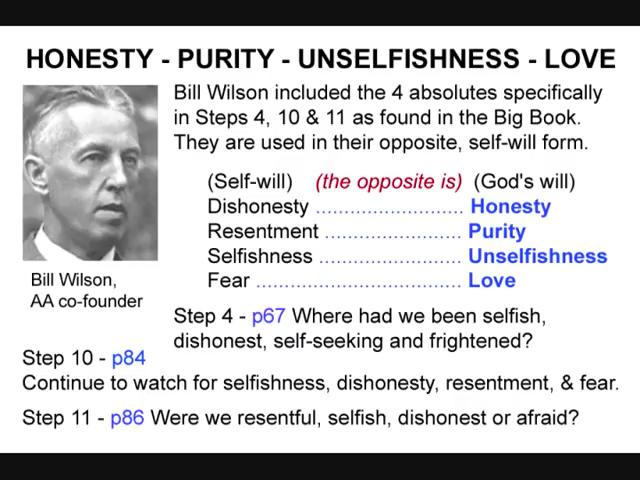 HONESTY - PURITY - UNSELFISHNESS - LOVE
Bill Wilson included the 4 absolutes specifically
in Steps 4, 10 & 11 as found in the Big Book.
They are used in their opposite, self-will form.
(Self-will) (the opposite is) (God's will)
Dishonesty .......................... Honesty
Resentment ........................ Purity
Selfishness ......................... Unselfishness
Fear .................................... Love
Bill Wilson,
AA co-founder
Step 4 - p67 Where had we been selfish,
dishonest, self-seeking and frightened?
Step 10 - p84
Continue to watch for selfishness, dishonesty, resentment, & fear.
Step 11 - p86 Were we resentful, selfish, dishonest or afraid?